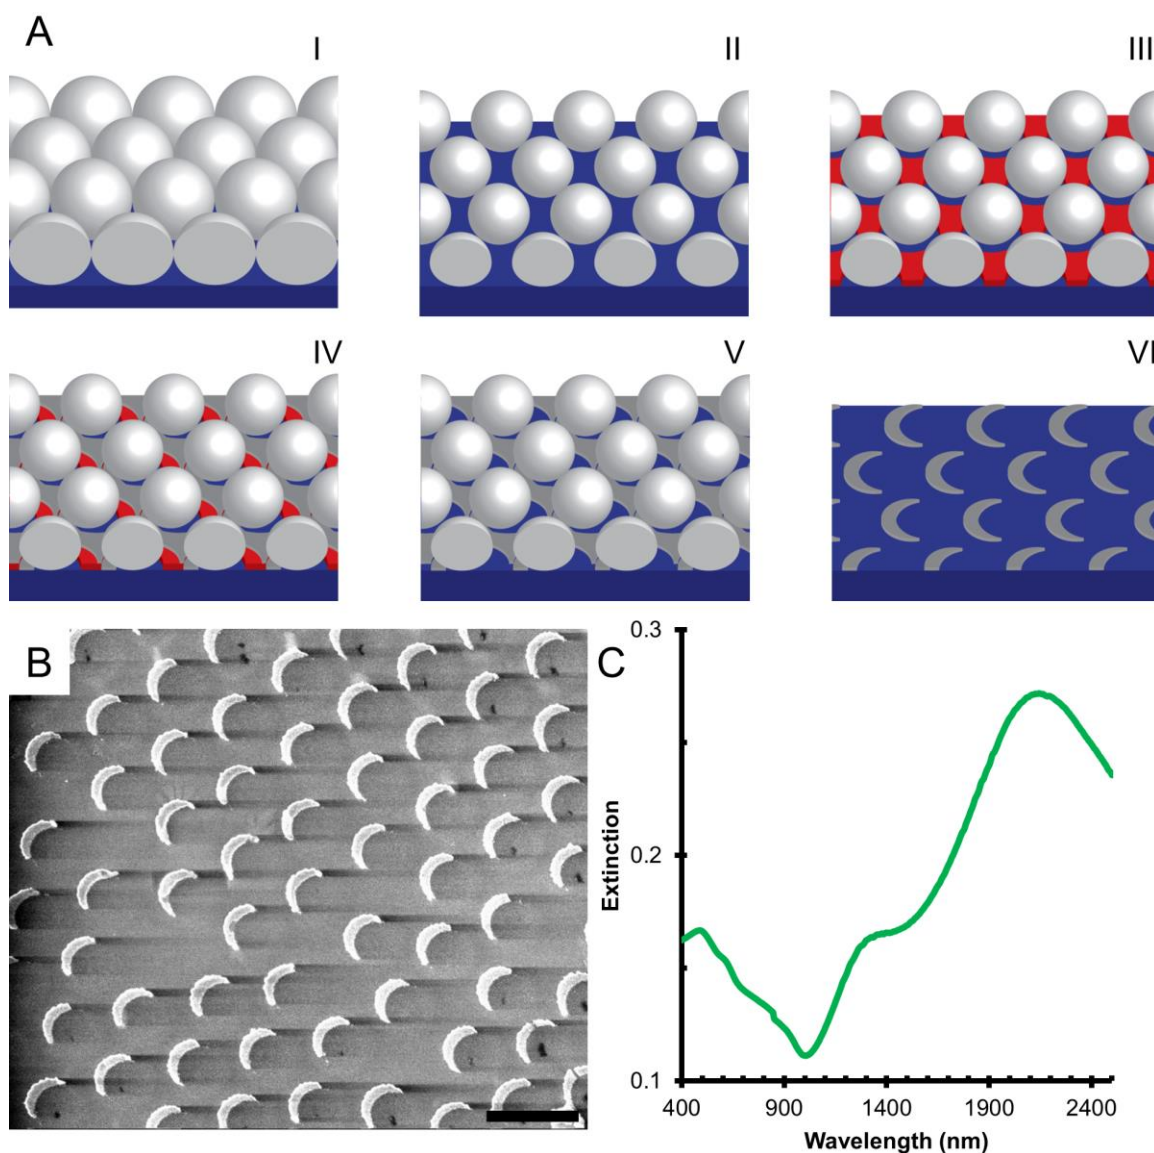 A
I
II
III
IV
V
VI
B
C
0.3
0.2
0.1
Extinction
400
900
1400
1900
2400
Wavelength (nm)